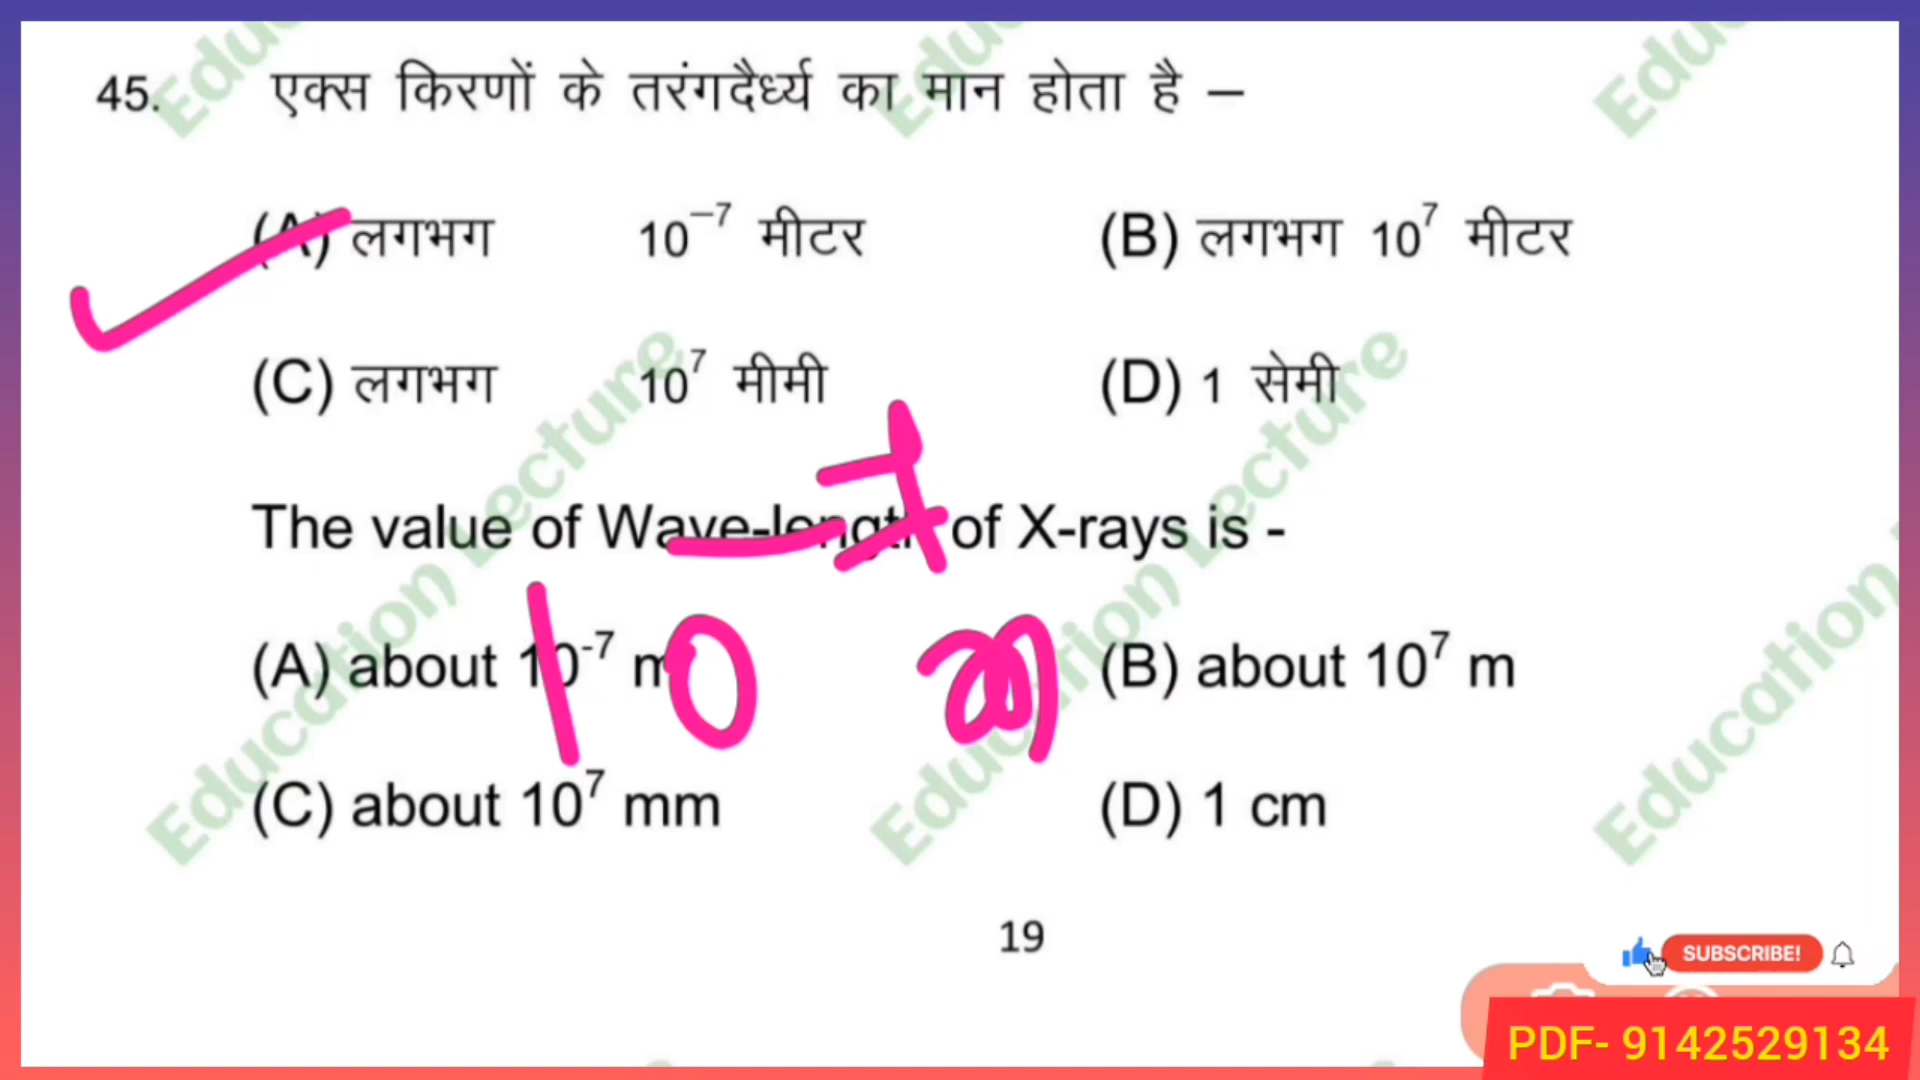 45. एक्स किरणों के तरंगदैर्ध्य का मान होता है –
(A) लगभग 10⁻⁷ मीटर (B) लगभग 10⁷ मीटर
(C) लगभग 10⁷ मीमी (D) 1 सेमी
The value of Wave-length of X-rays is -
(A) about 10⁻⁷ m (B) about 10⁷ m
10⁻⁷ m
(C) about 10⁷ mm (D) 1 cm
19
SUBSCRIBE!
PDF- 9142529134
Education Lecture